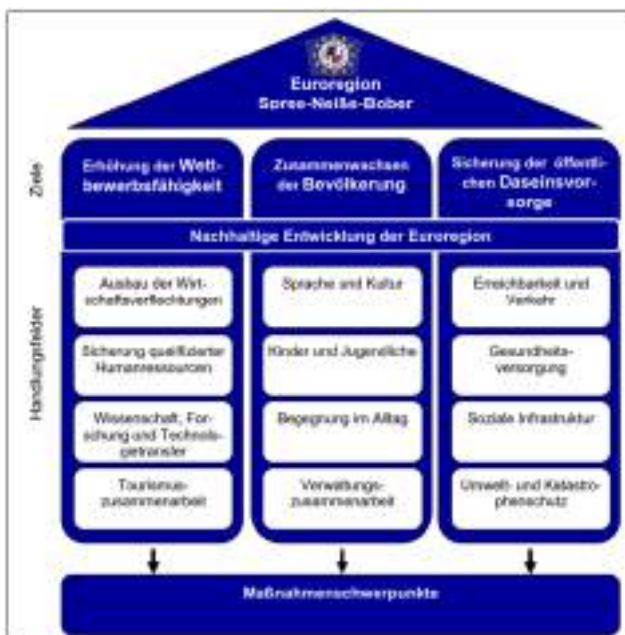 Euroregion
Spree-Neiße-Bober
Ziele
Erhöhung der Wett-
bewerbsfähigkeit
Zusammenwachsen
der Bevölkerung
Sicherung der öffentli-
chen Daseinsvor-
sorge
Nachhaltige Entwicklung der Euroregion
Handlungsfelder
Ausbau der Wirt-
schaftsverflechtungen
Sicherung qualifizierter
Humanressourcen
Wissenschaft, For-
schung und Technolo-
gietransfer
Tourismus-
zusammenarbeit
Sprache und Kultur
Kinder und Jugendliche
Begegnung im Alltag
Verwaltungs-
zusammenarbeit
Erreichbarkeit und
Verkehr
Gesundheits-
versorgung
Soziale Infrastruktur
Umwelt- und Katastro-
phenschutz
Maßnahmenschwerpunkte